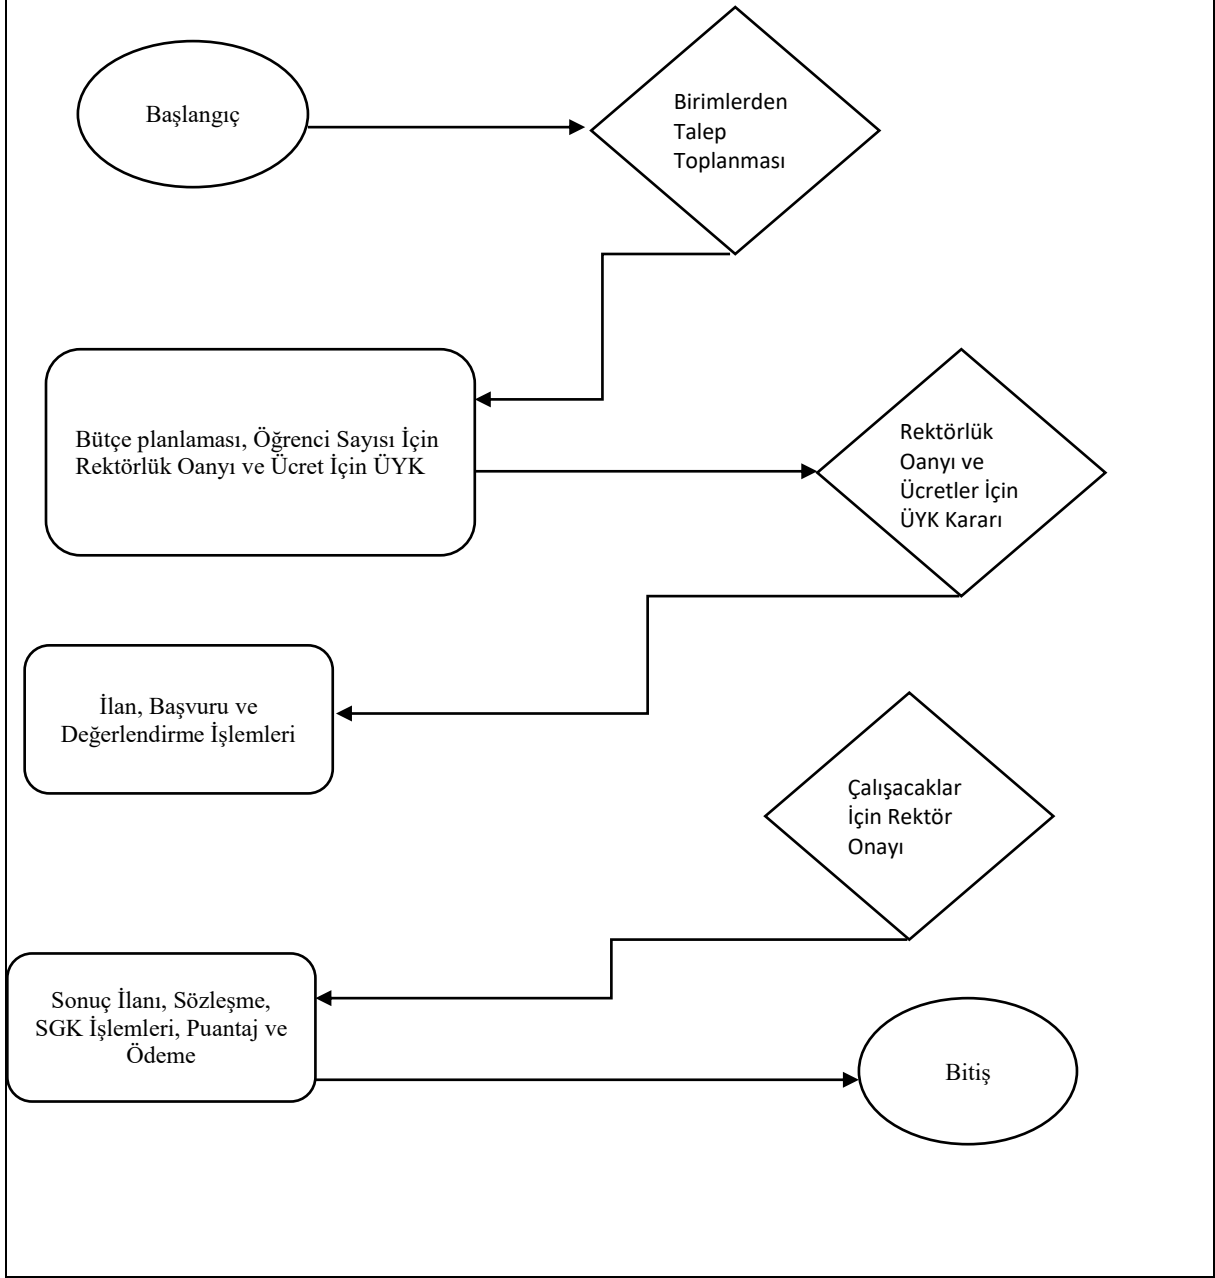 Başlangıç
Birimlerden
Talep
Toplanması
Bütçe planlaması, Öğrenci Sayısı İçin
Rektörlük Oanyı ve Ücret İçin ÜYK
Rektörlük
Oanyı ve
Ücretler İçin
ÜYK Kararı
İlan, Başvuru ve
Değerlendirme İşlemleri
Çalışacaklar
İçin Rektör
Onayı
Sonuç İlanı, Sözleşme,
SGK İşlemleri, Puantaj ve
Ödeme
Bitiş